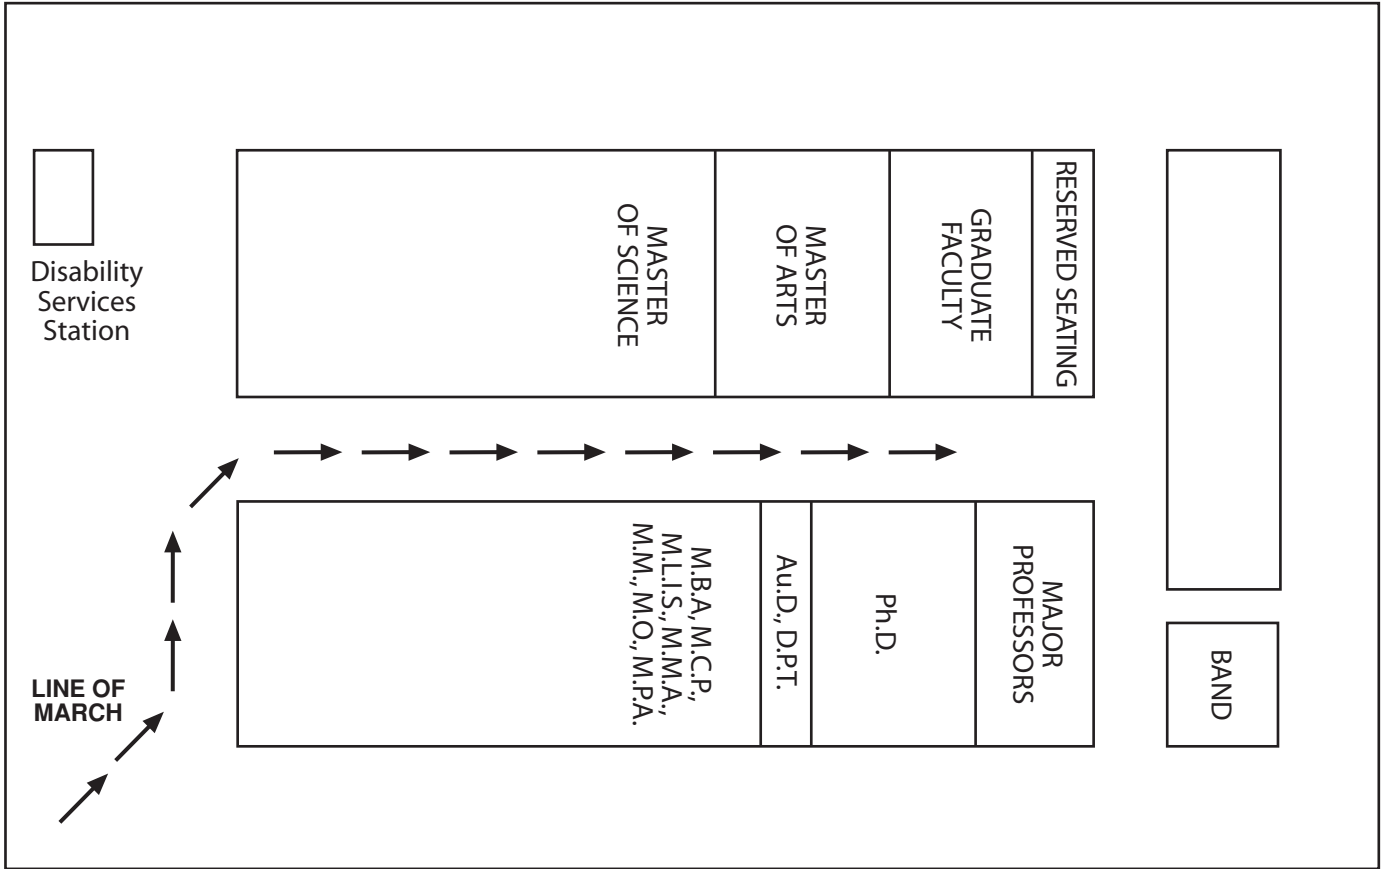 Disability
Services
Station
MASTER
OF SCIENCE
MASTER
OF ARTS
GRADUATE
FACULTY
RESERVED SEATING
LINE OF
MARCH
M.B.A, M.C.P.,
M.L.I.S., M.M.A.,
M.M., M.O., M.P.A.
Au.D., D.P.T.
Ph.D.
MAJOR
PROFESSORS
BAND